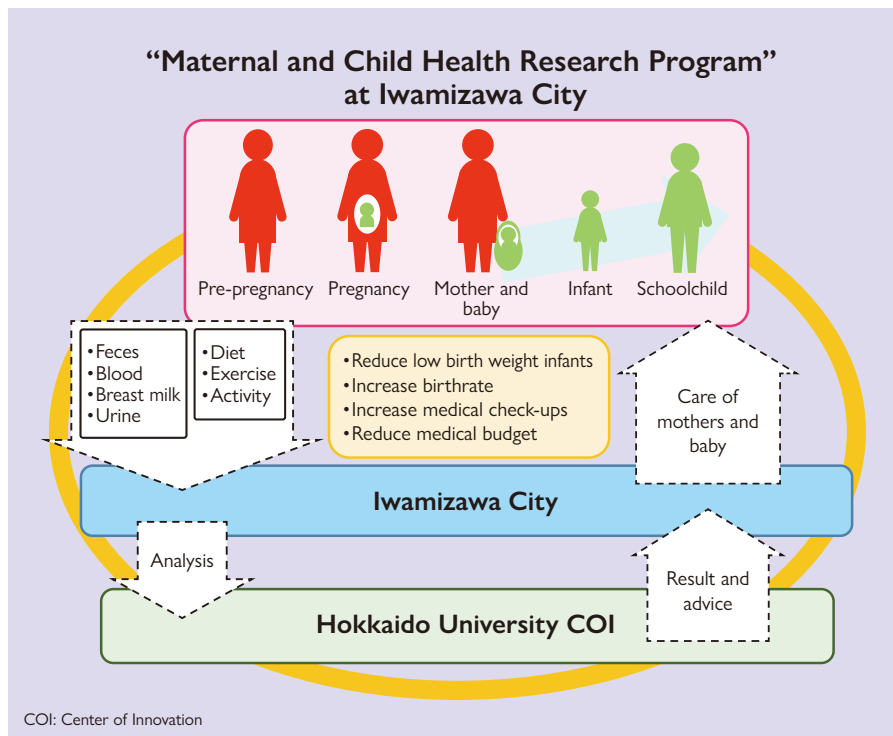 “Maternal and Child Health Research Program”
at Iwamizawa City
Pre-pregnancy
Pregnancy
Mother and
baby
Infant
Schoolchild
•Feces
•Blood
•Breast milk
•Urine
•Diet
•Exercise
•Activity
•Reduce low birth weight infants
•Increase birthrate
•Increase medical check-ups
•Reduce medical budget
Care of
mothers and
baby
Iwamizawa City
Analysis
Result and
advice
Hokkaido University COI
COI: Center of Innovation